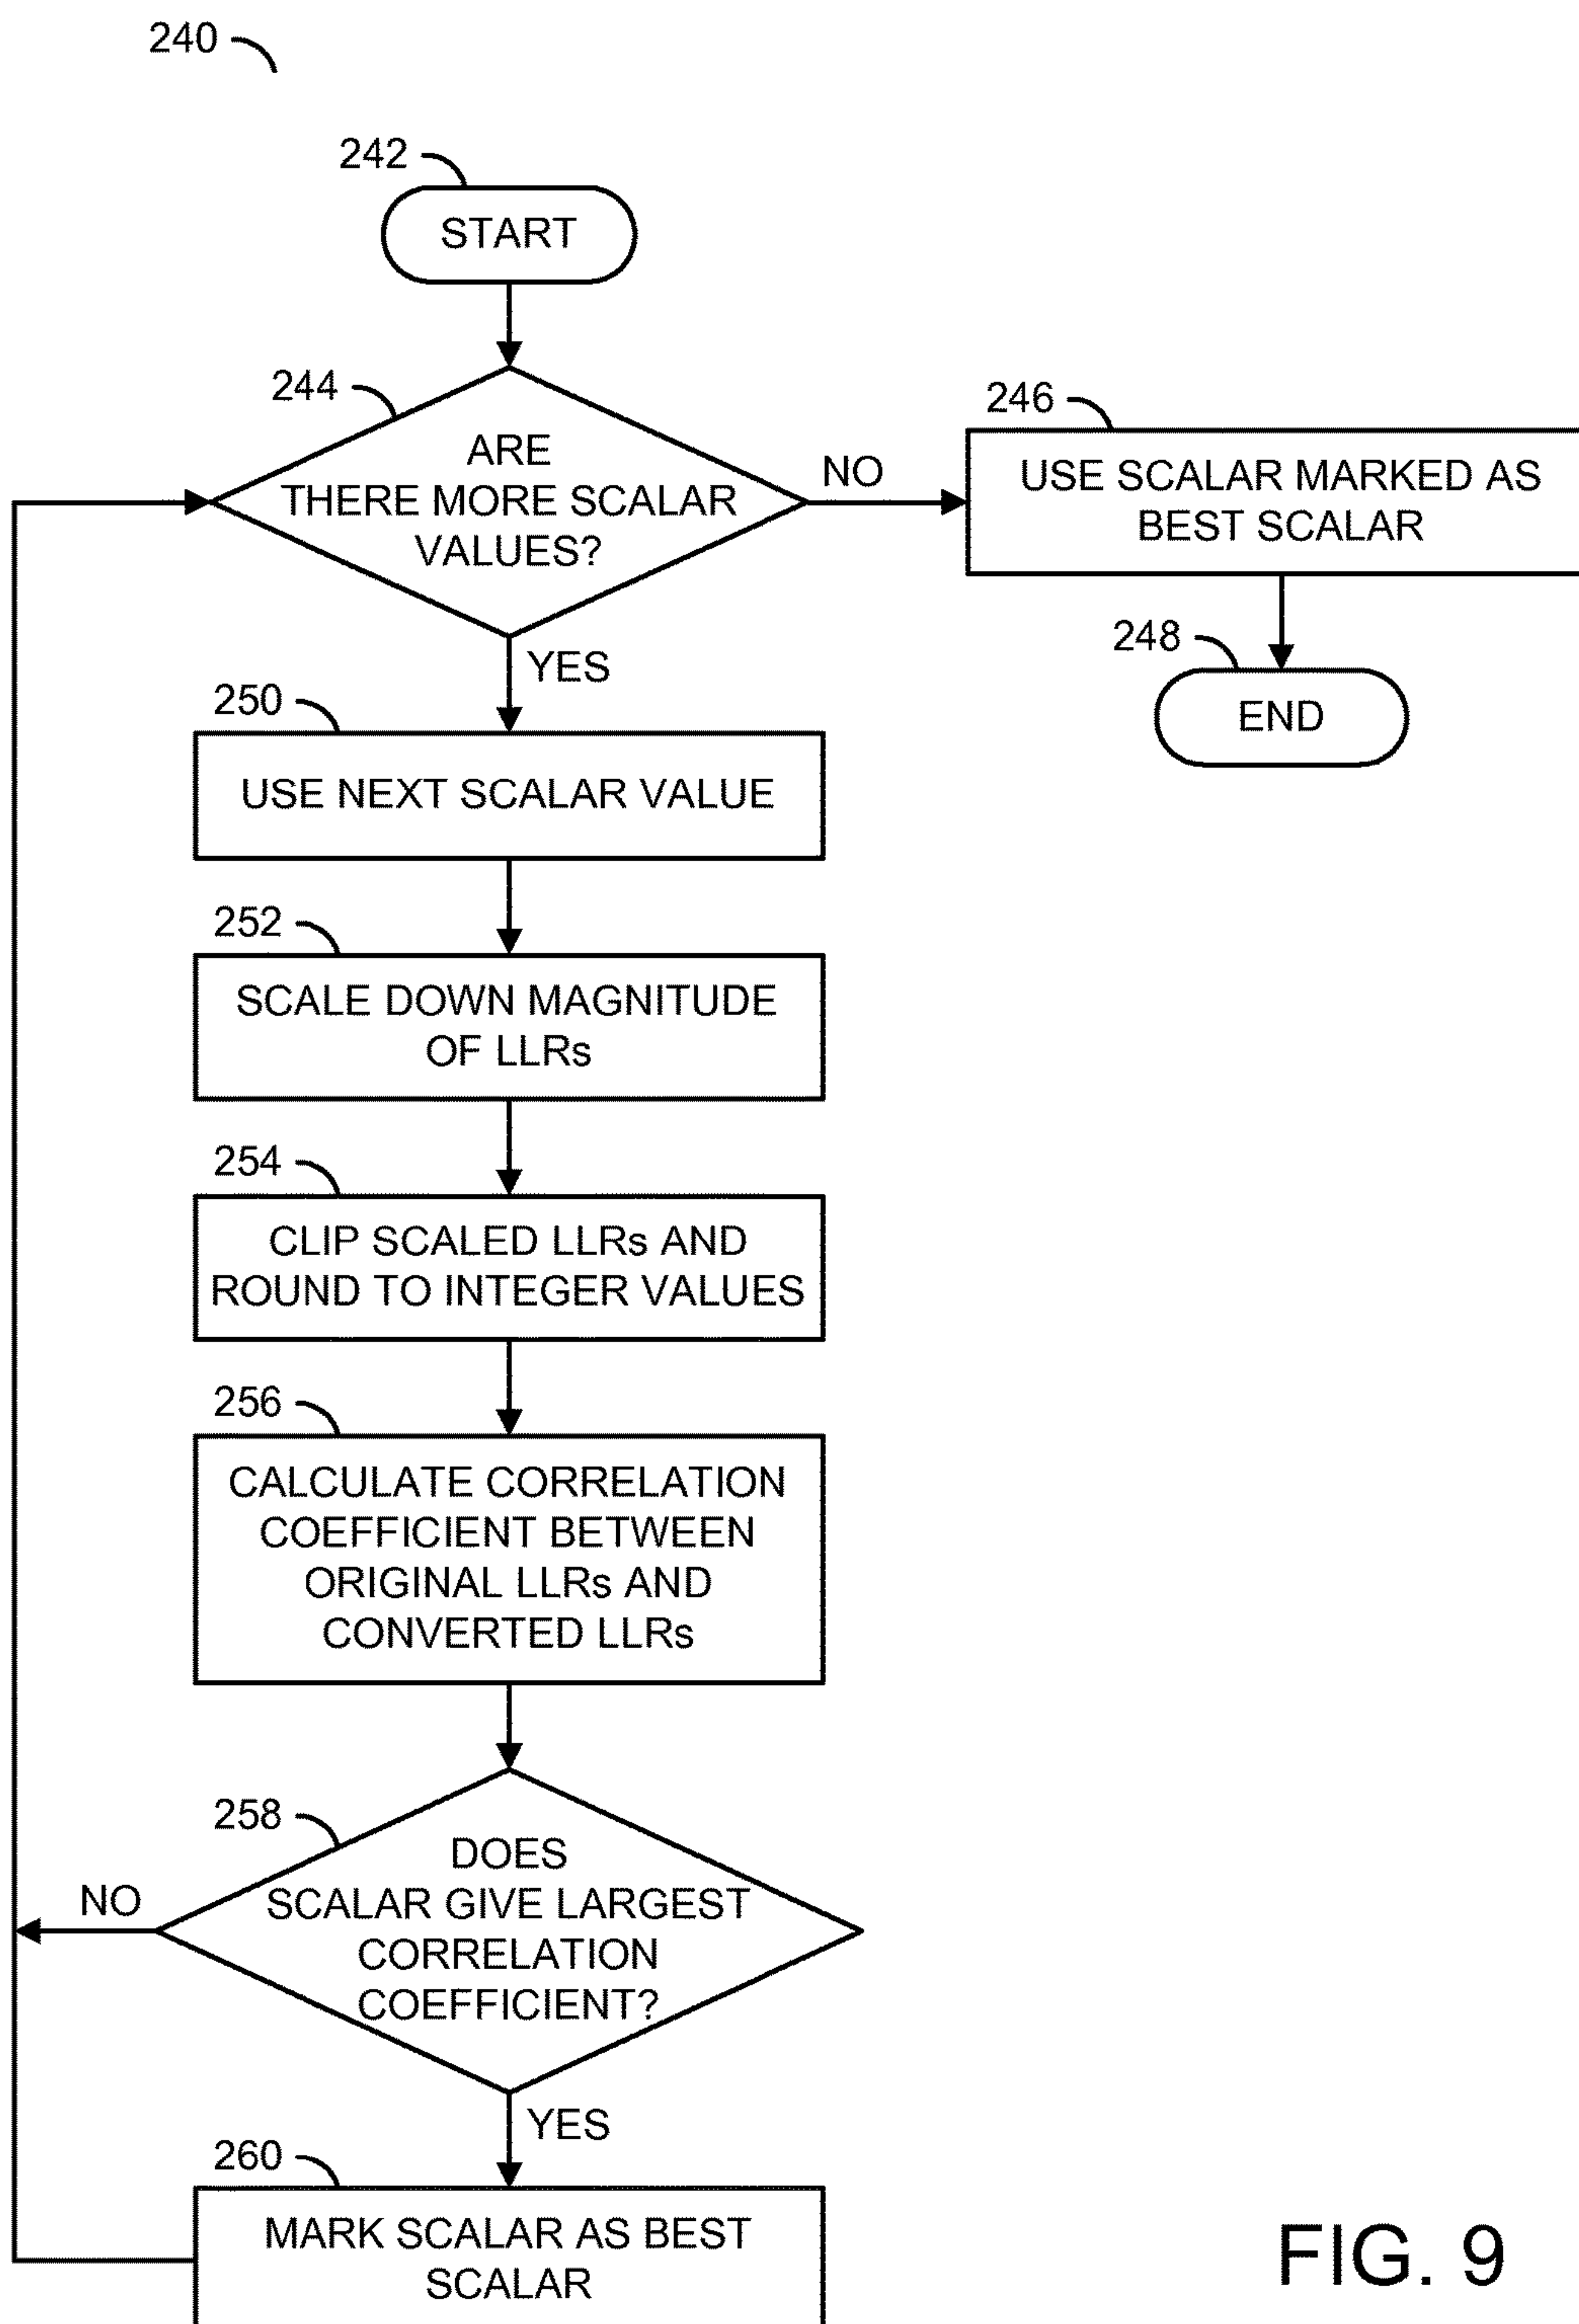 240
242
START
244
ARE
THERE MORE SCALAR
VALUES?
NO
246
USE SCALAR MARKED AS
BEST SCALAR
248
END
YES
250
USE NEXT SCALAR VALUE
252
SCALE DOWN MAGNITUDE
OF LLRs
254
CLIP SCALED LLRs AND
ROUND TO INTEGER VALUES
256
CALCULATE CORRELATION
COEFFICIENT BETWEEN
ORIGINAL LLRs AND
CONVERTED LLRs
258
DOES
SCALAR GIVE LARGEST
CORRELATION
COEFFICIENT?
NO
YES
260
MARK SCALAR AS BEST
SCALAR
FIG. 9